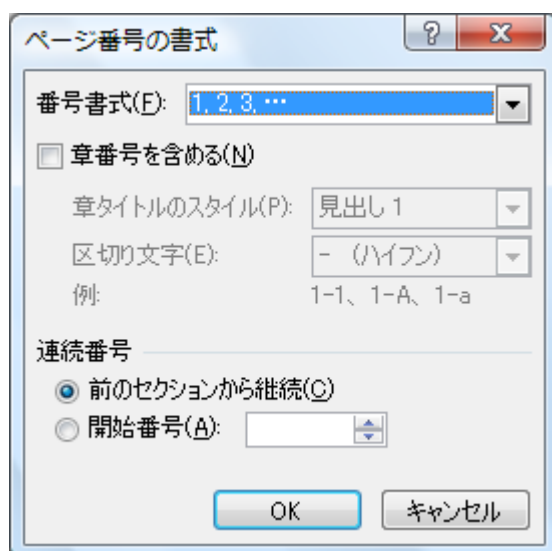 ページ番号の書式
番号書式(F): 1, 2, 3, …
章番号を含める(N)
章タイトルのスタイル(P): 見出し 1
区切り文字(E): - (ハイフン)
例: 1-1、1-A、1-a
連続番号
前のセクションから継続(C)
開始番号(A):
OK キャンセル